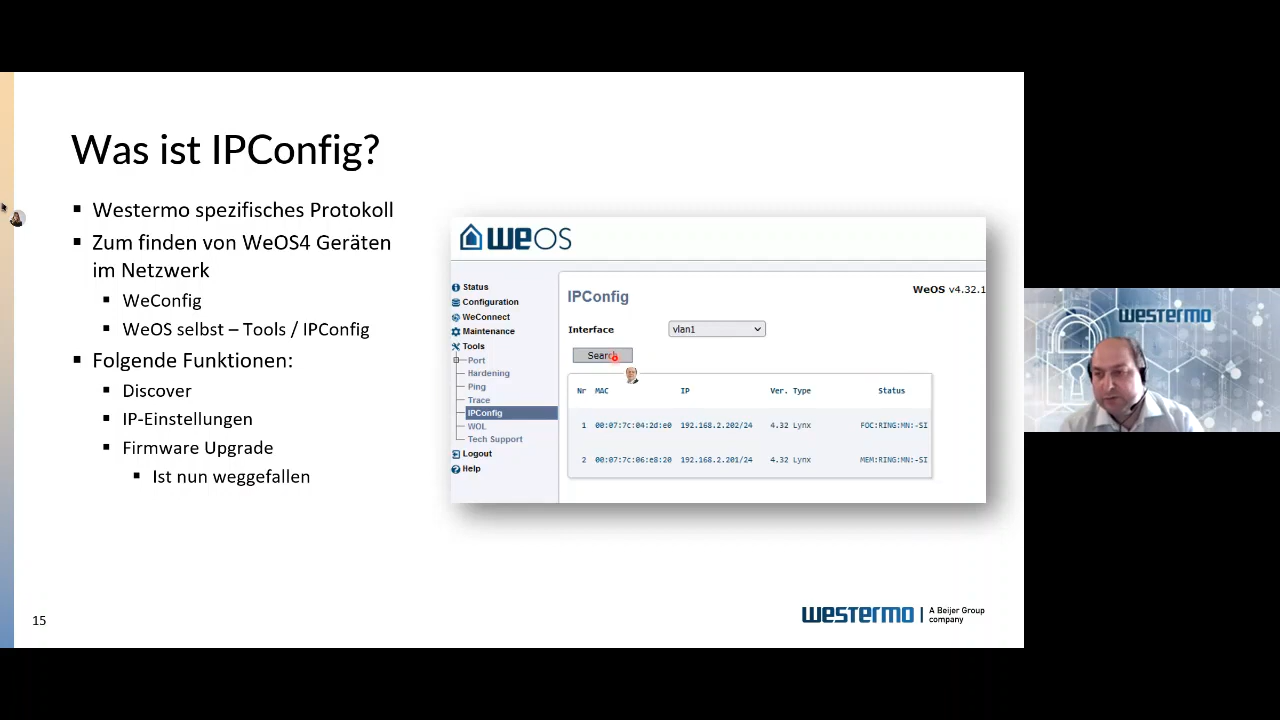 Was ist IPConfig?
Westermo spezifisches Protokoll
Zum finden von WeOS4 Geräten
im Netzwerk
WeConfig
WeOS selbst – Tools / IPConfig
Folgende Funktionen:
Discover
IP-Einstellungen
Firmware Upgrade
Ist nun weggefallen
WeOS
Status
Configuration
WeConnect
Maintenance
Tools
Port
Hardening
Ping
Trace
IPConfig
WOL
Tech Support
Logout
Help
IPConfig
WeOS v4.32.1
Interface vlan1
Search
Nr MAC IP Ver. Type Status
1 00:07:7c:04:2d:e0 192.168.2.202/24 4.32 Lynx FOC:RING:MN:-SI
2 00:07:7c:06:e8:20 192.168.2.201/24 4.32 Lynx MEM:RING:MN:-SI
15
westermo
A Beijer Group
company
westermo